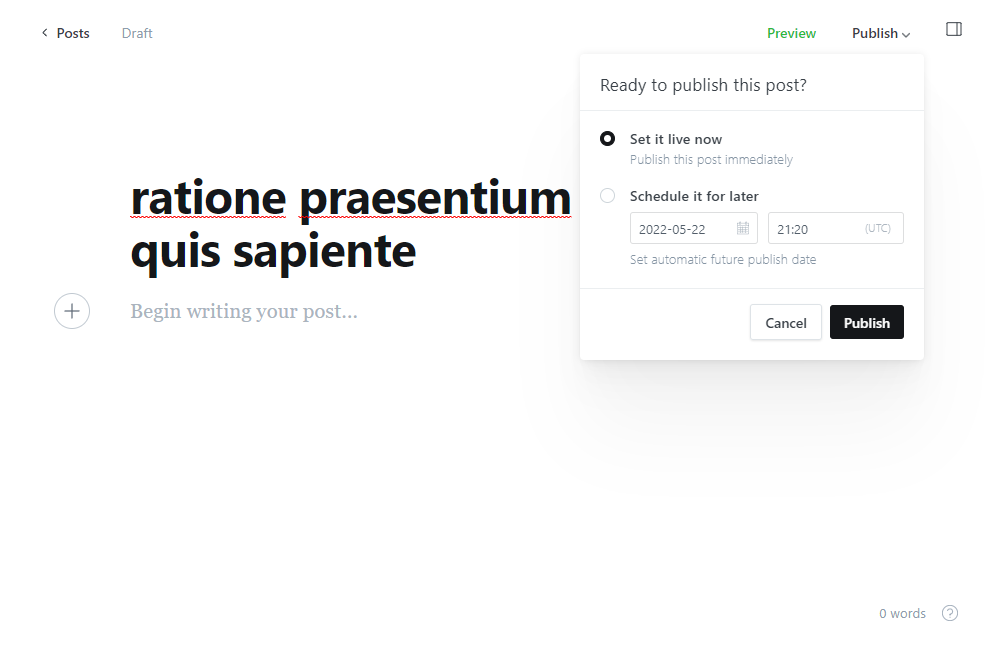 Posts
Draft
Preview
Publish
Ready to publish this post?
Set it live now
Publish this post immediately
Schedule it for later
2022-05-22
21:20
(UTC)
Set automatic future publish date
Cancel
Publish
ratione praesentium
quis sapiente
Begin writing your post...
0 words
?